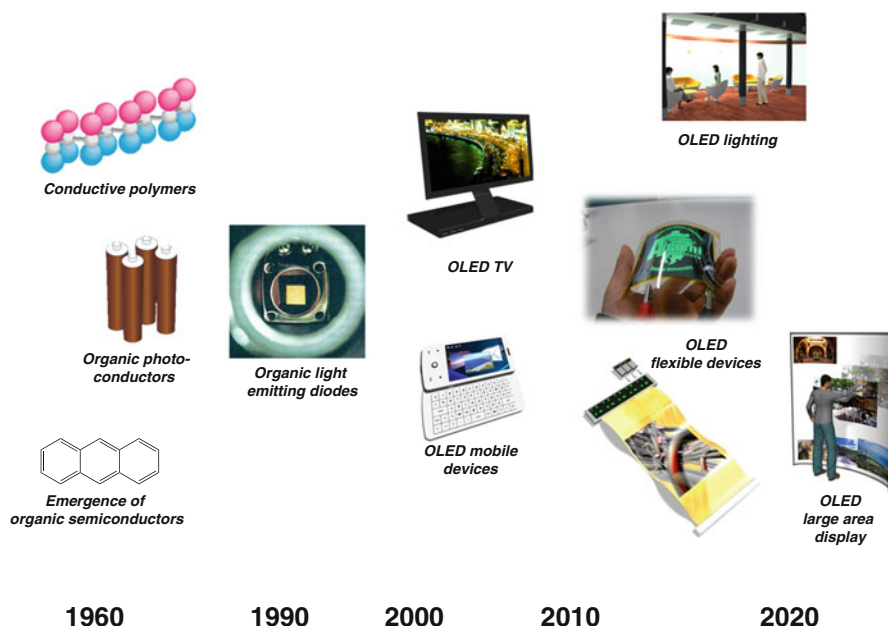 OLED lighting
Conductive polymers
OLED TV
Organic photo-
conductors
Organic light
emitting diodes
OLED
flexible devices
OLED mobile
devices
Emergence of
organic semiconductors
OLED
large area
display
1960
1990
2000
2010
2020